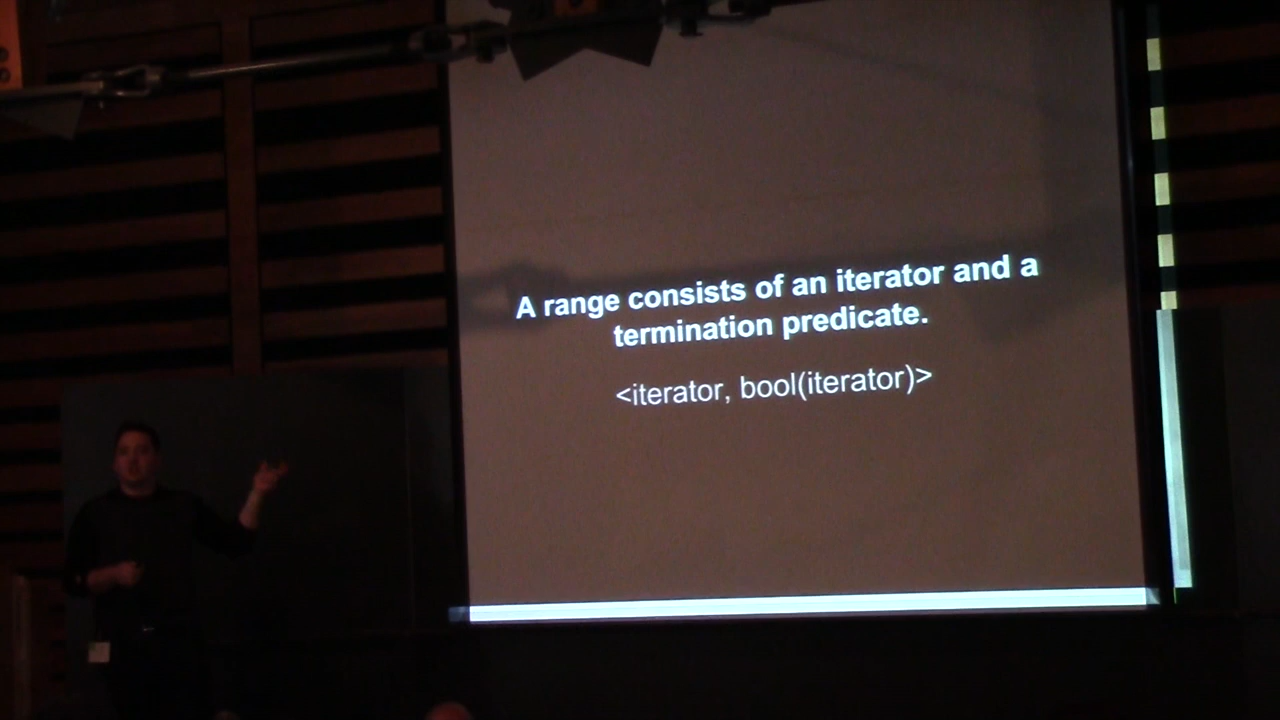 A range consists of an iterator and a
termination predicate.
<iterator, bool(iterator)>